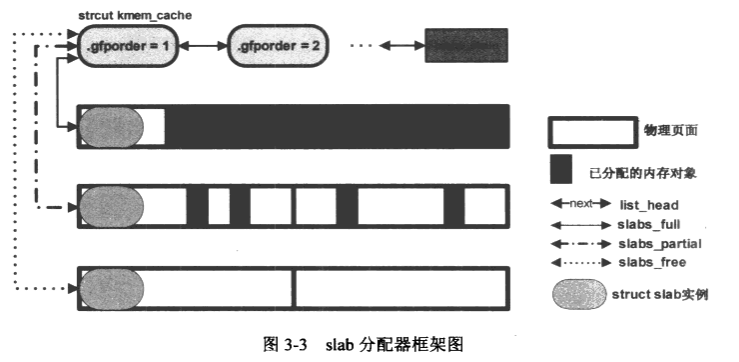 strcut kmem_cache
.gfporder = 1
.gfporder = 2
物理页面
已分配的内存对象
next
list_head
slabs_full
slabs_partial
slabs_free
struct slab实例
图 3-3 slab 分配器框架图